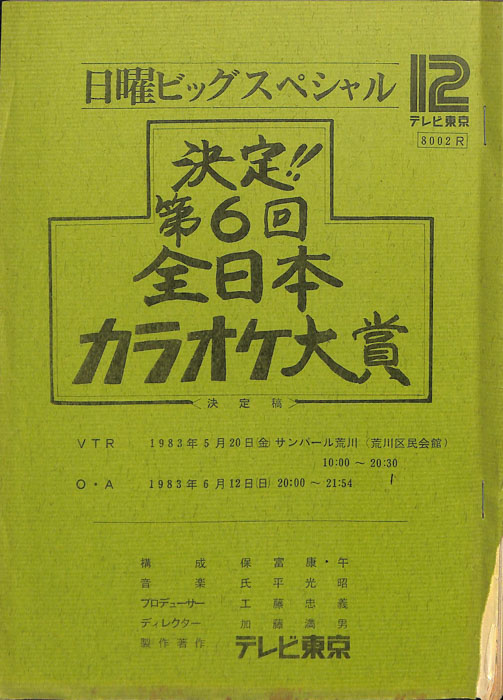 日曜ビッグスペシャル
12
テレビ東京
8002R
決定!!
第6回
全日本
カラオケ大賞
〈決定稿〉
VTR 1983年5月20日(金) サンパール荒川(荒川区民会館)
10:00~20:30
O・A 1983年6月12日(日) 20:00~21:54
構成 保富康・午
音楽 氏平光昭
プロデューサー 工藤忠義
ディレクター 加藤満男
製作著作 テレビ東京